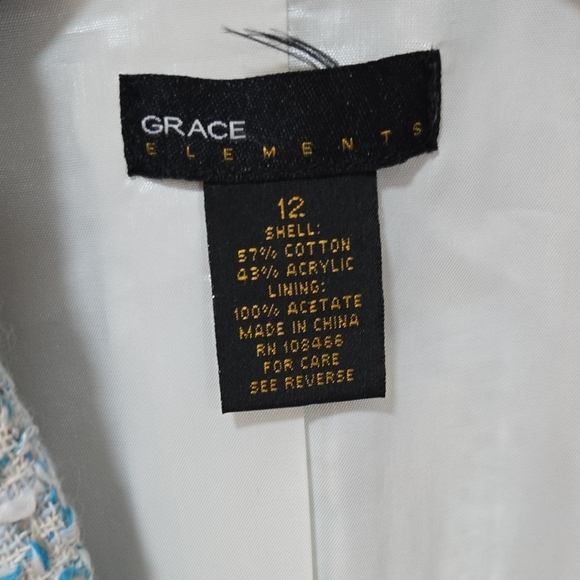 GRACE
ELEMENTS
12
SHELL:
57% COTTON
43% ACRYLIC
LINING:
100% ACETATE
MADE IN CHINA
RN 108466
FOR CARE
SEE REVERSE